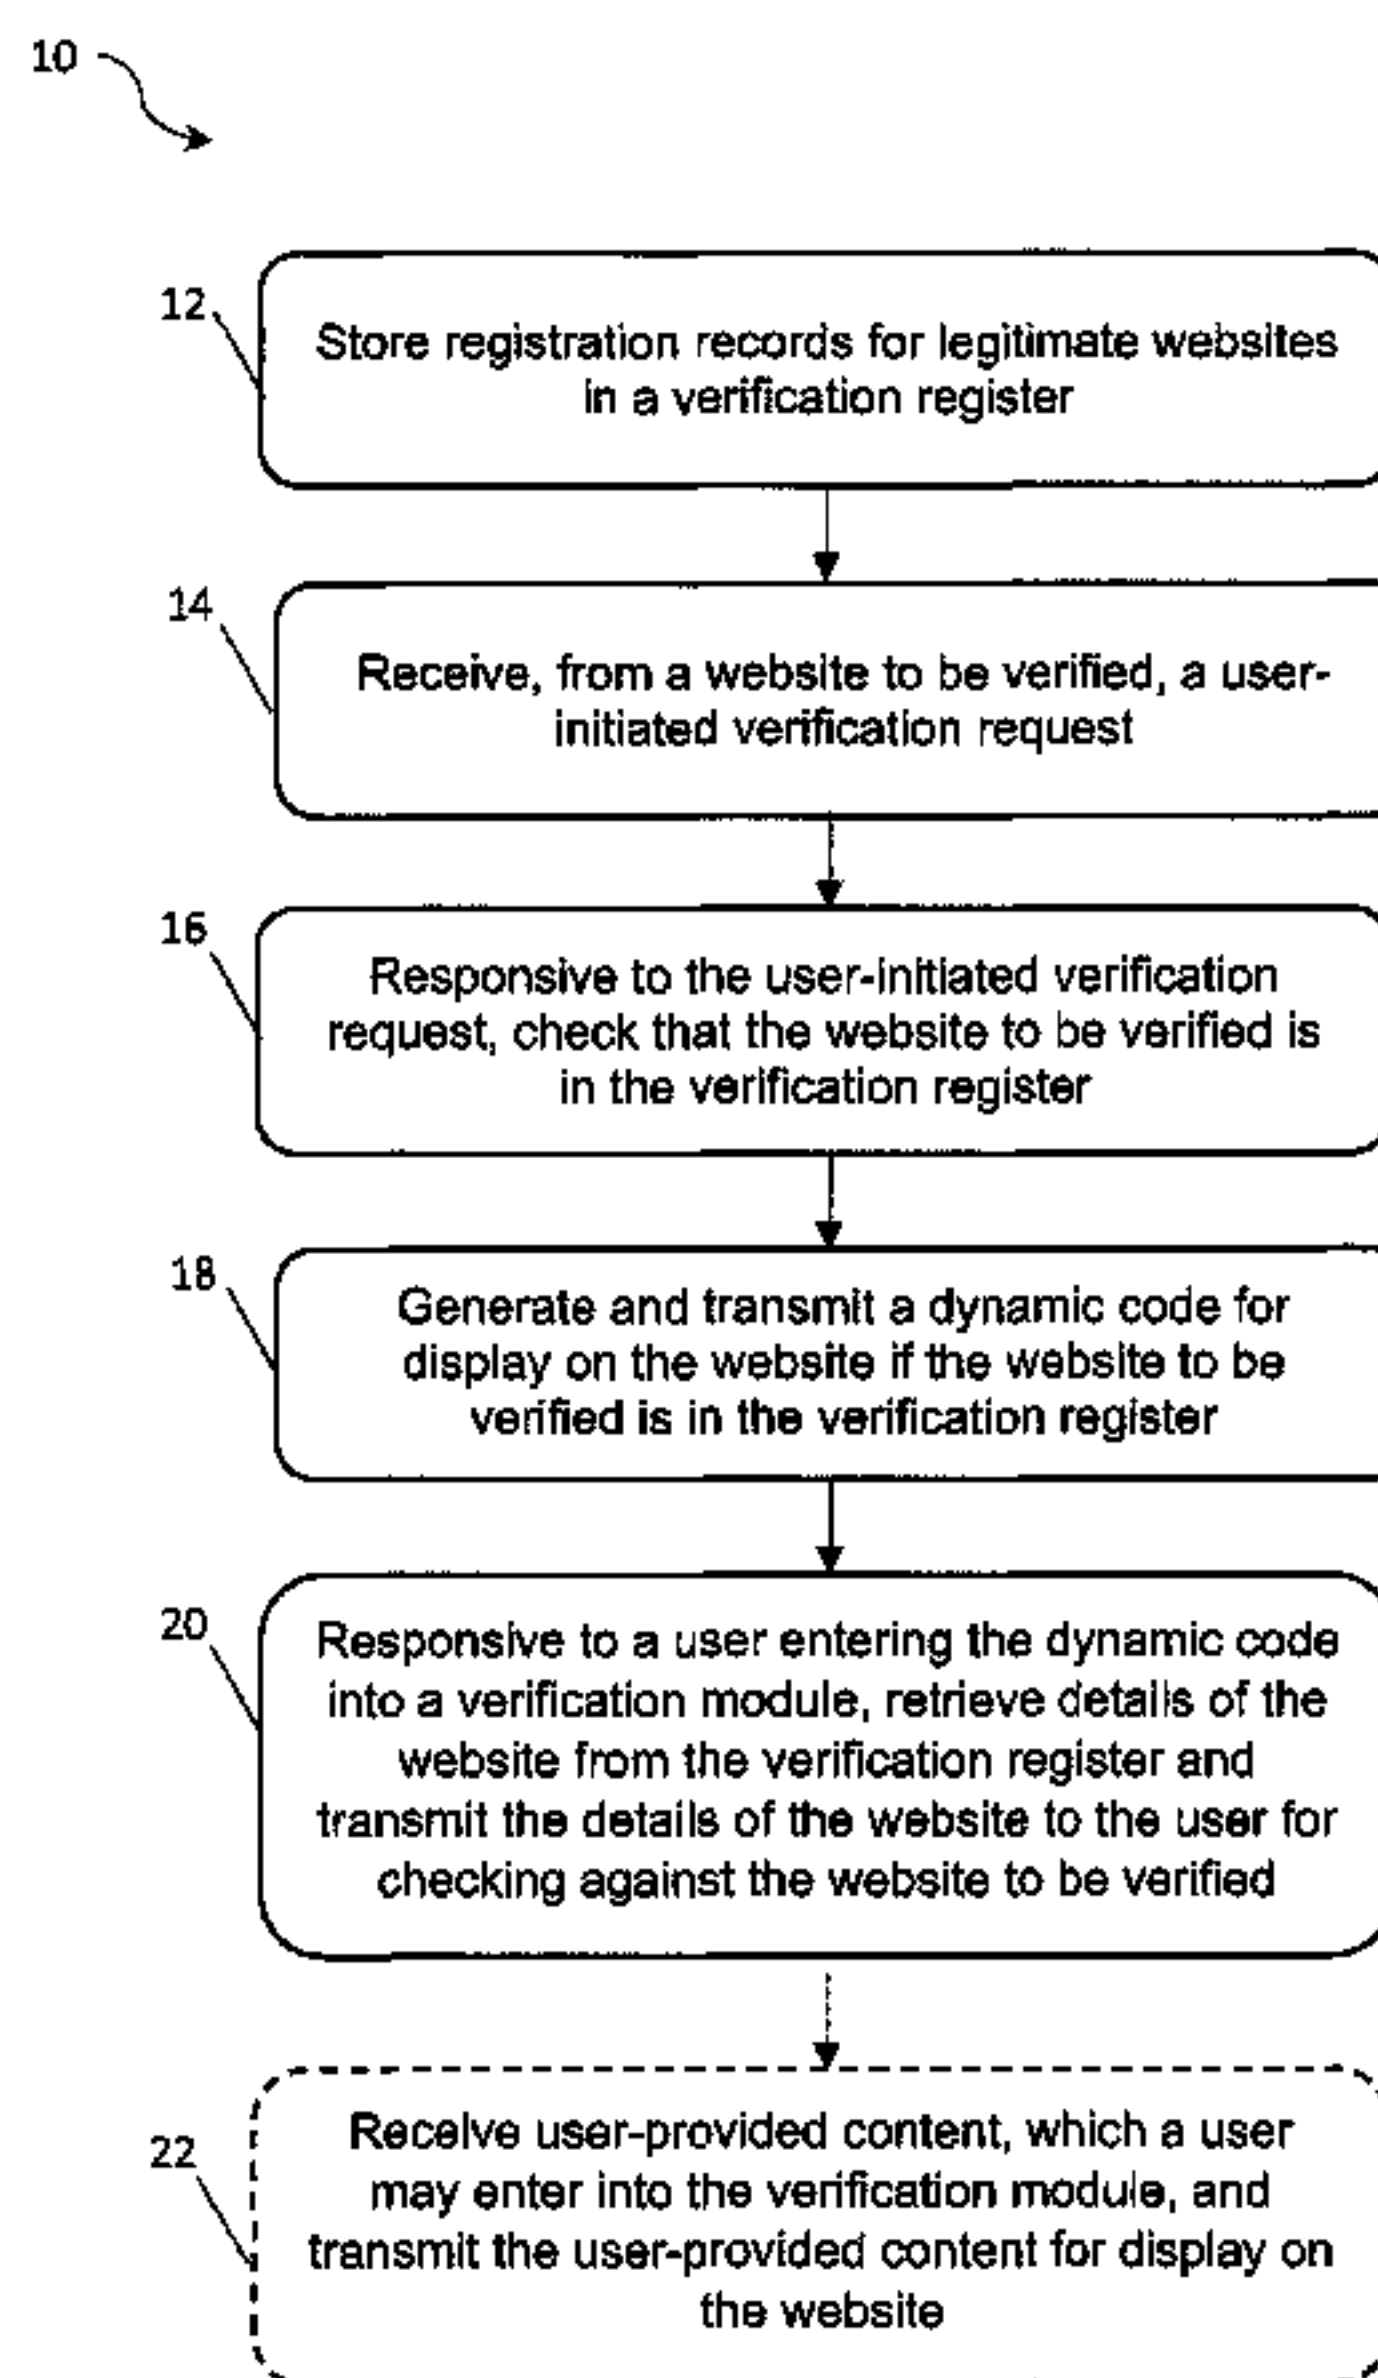 10
12
Store registration records for legitimate websites
in a verification register
14
Receive, from a website to be verified, a user-
initiated verification request
16
Responsive to the user-initiated verification
request, check that the website to be verified is
in the verification register
18
Generate and transmit a dynamic code for
display on the website if the website to be
verified is in the verification register
20
Responsive to a user entering the dynamic code
into a verification module, retrieve details of the
website from the verification register and
transmit the details of the website to the user for
checking against the website to be verified
22
Receive user-provided content, which a user
may enter into the verification module, and
transmit the user-provided content for display on
the website